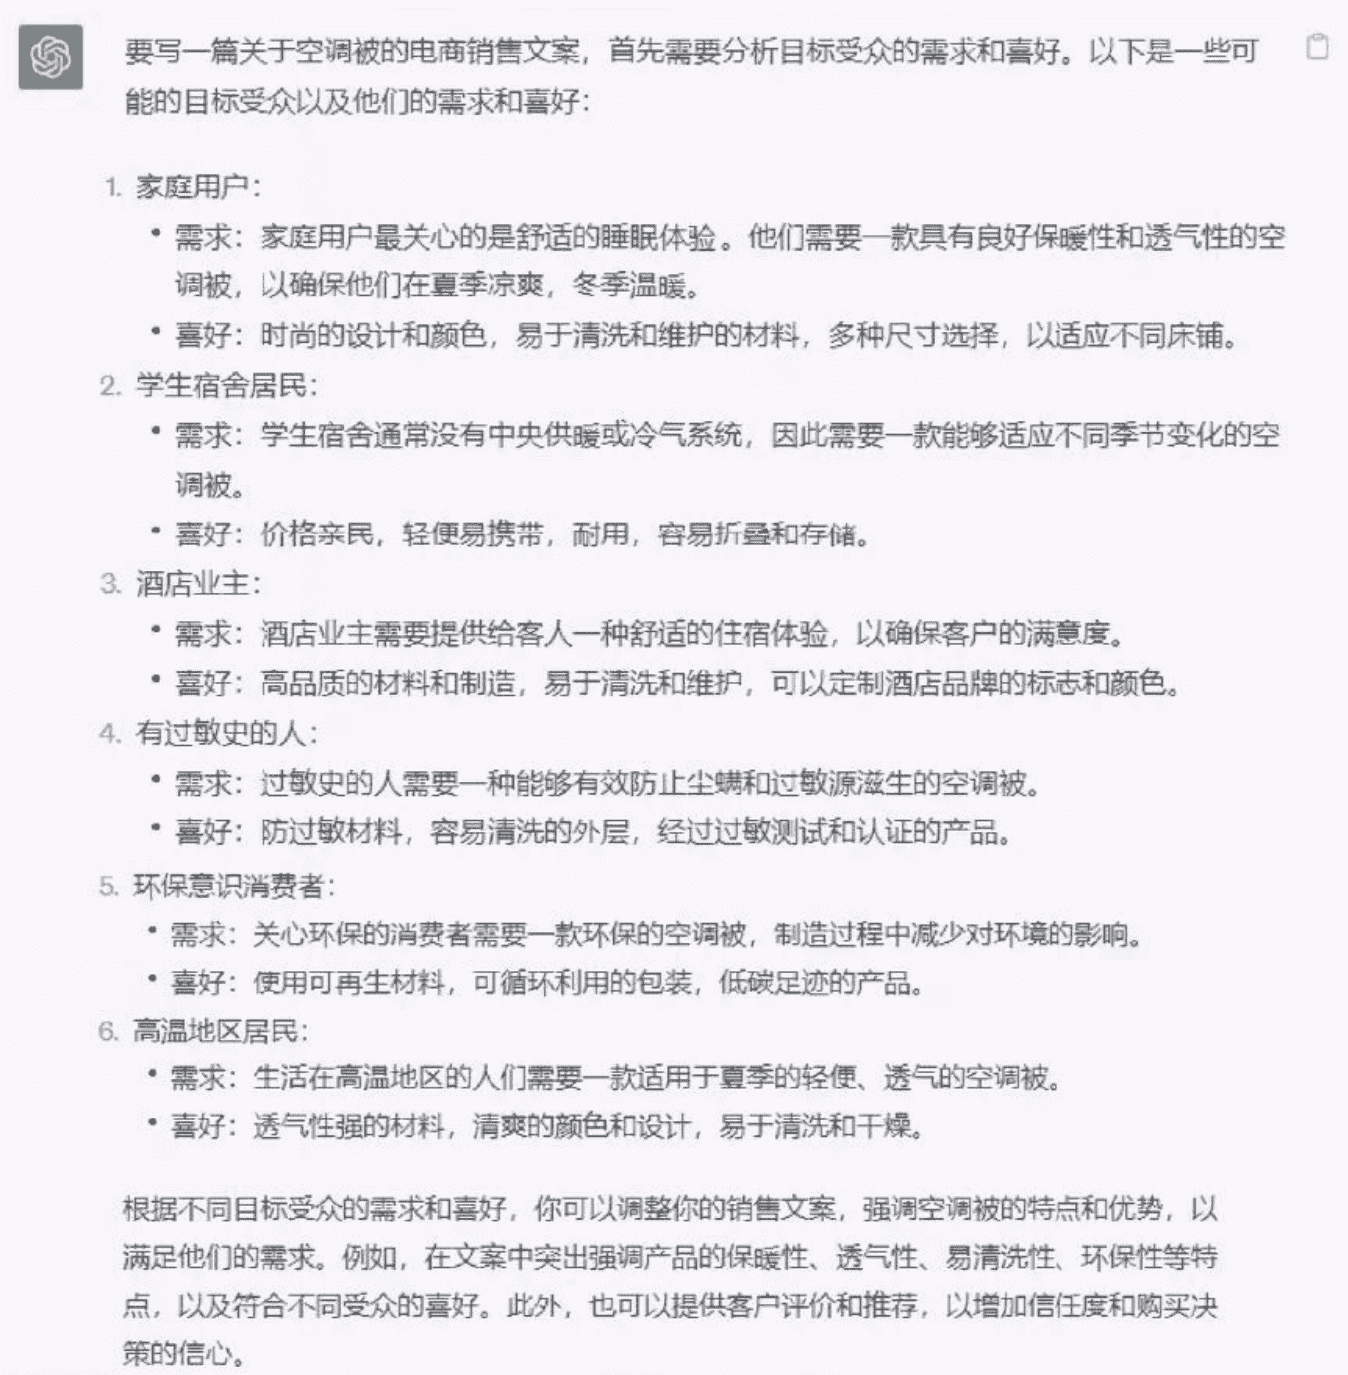 要写一篇关于空调被的电商销售文案，首先需要分析目标受众的需求和喜好。以下是一些可
能的目标受众以及他们的需求和喜好：
1. 家庭用户：
• 需求：家庭用户最关心的是舒适的睡眠体验。他们需要一款具有良好保暖性和透气性的空
调被，以确保他们在夏季凉爽，冬季温暖。
• 喜好：时尚的设计和颜色，易于清洗和维护的材料，多种尺寸选择，以适应不同床铺。
2. 学生宿舍居民：
• 需求：学生宿舍通常没有中央供暖或冷气系统，因此需要一款能够适应不同季节变化的空
调被。
• 喜好：价格亲民，轻便易携带，耐用，容易折叠和存储。
3. 酒店业主：
• 需求：酒店业主需要提供给客人一种舒适的住宿体验，以确保客户的满意度。
• 喜好：高品质的材料和制造，易于清洗和维护，可以定制酒店品牌的标志和颜色。
4. 有过敏史的人：
• 需求：过敏史的人需要一种能够有效防止尘螨和过敏源滋生的空调被。
• 喜好：防过敏材料，容易清洗的外层，经过过敏测试和认证的产品。
5. 环保意识消费者：
• 需求：关心环保的消费者需要一款环保的空调被，制造过程中减少对环境的影响。
• 喜好：使用可再生材料，可循环利用的包装，低碳足迹的产品。
6. 高温地区居民：
• 需求：生活在高温地区的人们需要一款适用于夏季的轻便、透气的空调被。
• 喜好：透气性强的材料，清爽的颜色和设计，易于清洗和干燥。
根据不同目标受众的需求和喜好，你可以调整你的销售文案，强调空调被的特点和优势，以
满足他们的需求。例如，在文案中突出强调产品的保暖性、透气性、易清洗性、环保性等特
点，以及符合不同受众的喜好。此外，也可以提供客户评价和推荐，以增加信任度和购买决
策的信心。